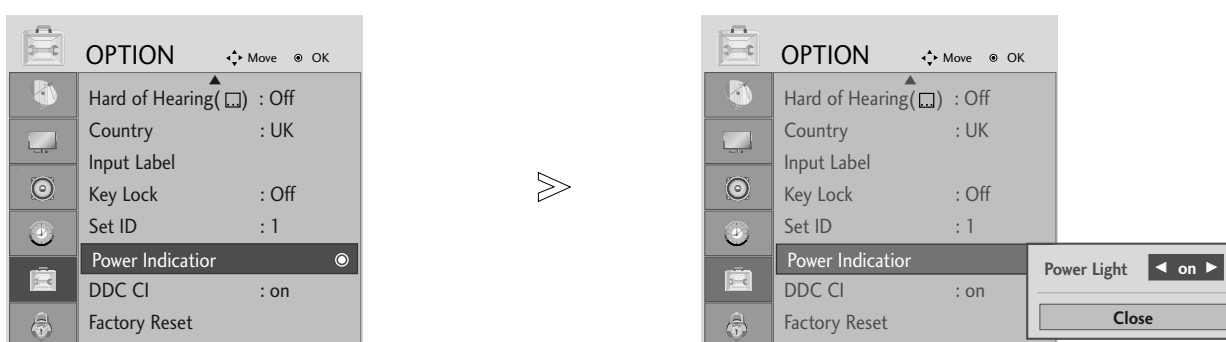 OPTION Move OK
Hard of Hearing( ) : Off
Country : UK
Input Label
Key Lock : Off
Set ID : 1
Power Indicatior
DDC CI : on
Factory Reset
OPTION Move OK
Hard of Hearing( ) : Off
Country : UK
Input Label
Key Lock : Off
Set ID : 1
Power Indicatior
DDC CI : on
Factory Reset
Power Light ◄ on ►
Close